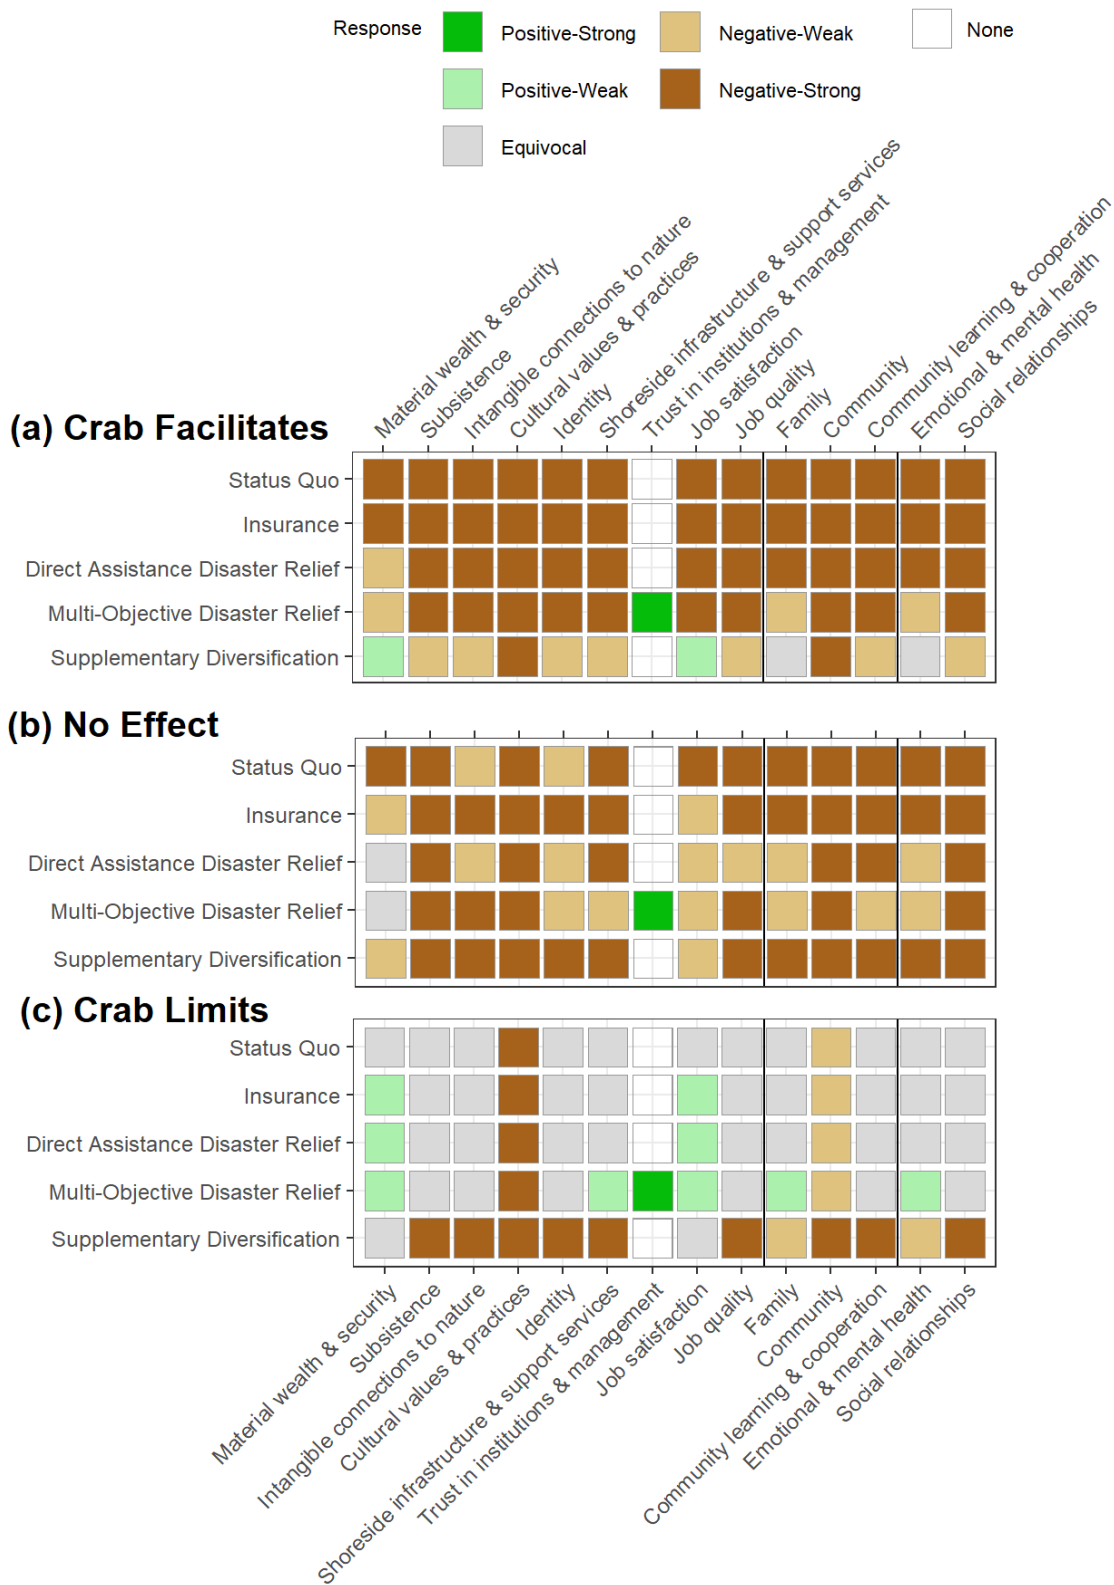 Response
Positive-Strong
Negative-Weak
None
Positive-Weak
Negative-Strong
Equivocal
Material wealth & security
Subsistence
Intangible connections to nature
Cultural values & practices
Identity
Shoreside infrastructure & support services
Trust in institutions & management
Job satisfaction
Job quality
Family
Community
Community learning & cooperation
Emotional & mental health
Social relationships
(a) Crab Facilitates
Status Quo
Insurance
Direct Assistance Disaster Relief
Multi-Objective Disaster Relief
Supplementary Diversification
(b) No Effect
Status Quo
Insurance
Direct Assistance Disaster Relief
Multi-Objective Disaster Relief
Supplementary Diversification
(c) Crab Limits
Status Quo
Insurance
Direct Assistance Disaster Relief
Multi-Objective Disaster Relief
Supplementary Diversification
Material wealth & security
Subsistence
Intangible connections to nature
Cultural values & practices
Identity
Shoreside infrastructure & support services
Trust in institutions & management
Job satisfaction
Job quality
Family
Community
Community learning & cooperation
Emotional & mental health
Social relationships